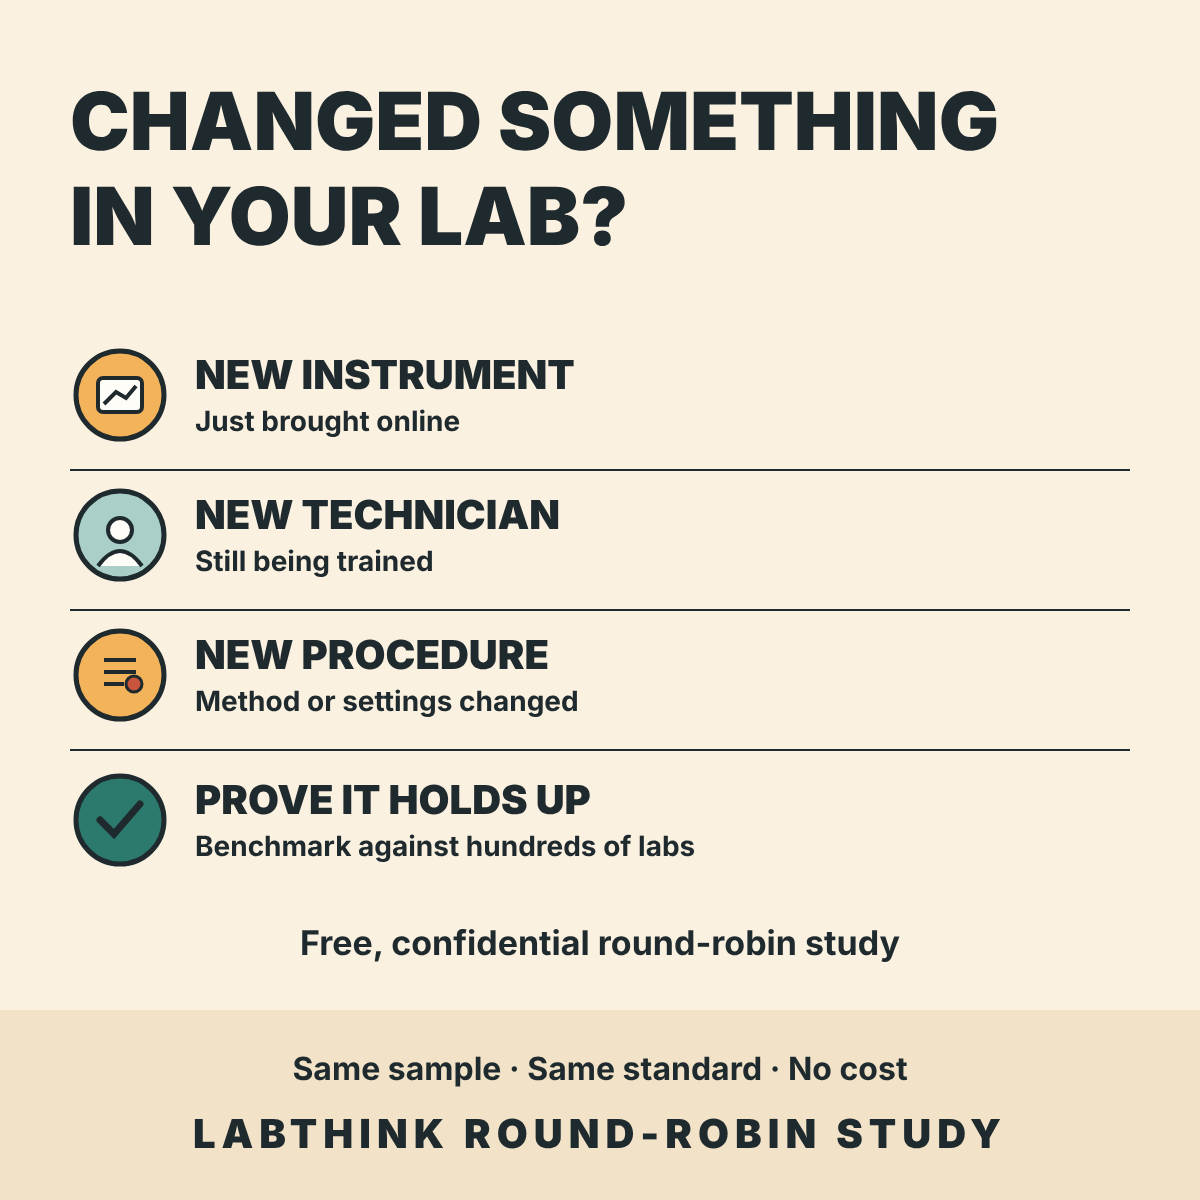 CHANGED SOMETHING
IN YOUR LAB?
NEW INSTRUMENT
Just brought online
NEW TECHNICIAN
Still being trained
NEW PROCEDURE
Method or settings changed
PROVE IT HOLDS UP
Benchmark against hundreds of labs
Free, confidential round-robin study
Same sample · Same standard · No cost
LABTHINK ROUND-ROBIN STUDY